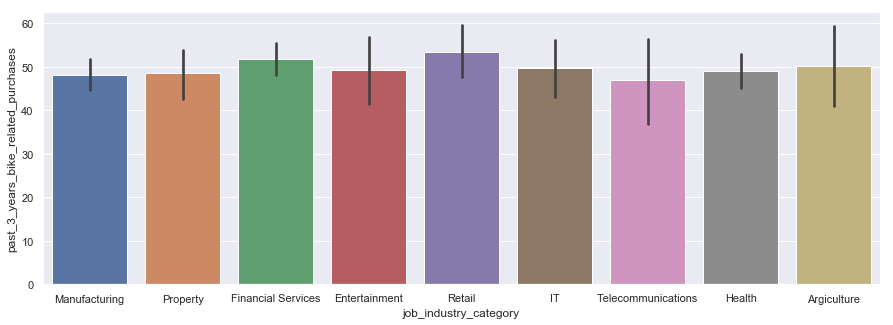 past_3_years_bike_related_purchases
60
50
40
30
20
10
0
Manufacturing Property Financial Services Entertainment Retail IT Telecommunications Health Argiculture
job_industry_category